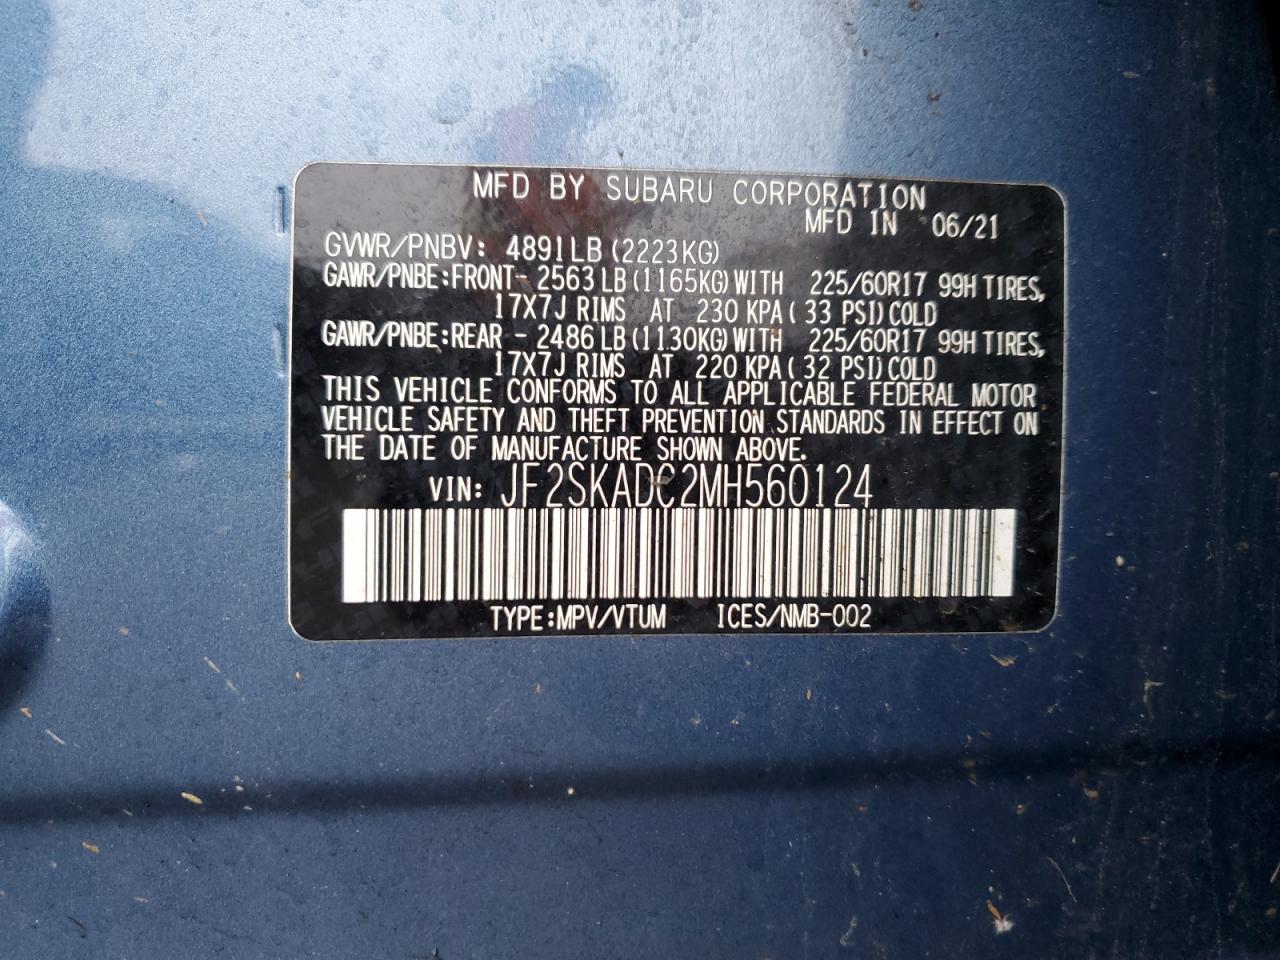 MFD BY SUBARU CORPORATION
MFD IN 06/21
GVWR/PNBV: 4891LB (2223KG)
GAWR/PNBE:FRONT- 2563 LB (1165KG) WITH 225/60R17 99H TIRES,
17X7J RIMS AT 230 KPA ( 33 PSI) COLD
GAWR/PNBE:REAR - 2486 LB (1130KG) WITH 225/60R17 99H TIRES,
17X7J RIMS AT 220 KPA ( 32 PSI) COLD
THIS VEHICLE CONFORMS TO ALL APPLICABLE FEDERAL MOTOR
VEHICLE SAFETY AND THEFT PREVENTION STANDARDS IN EFFECT ON
THE DATE OF MANUFACTURE SHOWN ABOVE.
VIN: JF2SKADC2MH560124
TYPE:MPV/VTUM ICES/NMB-002